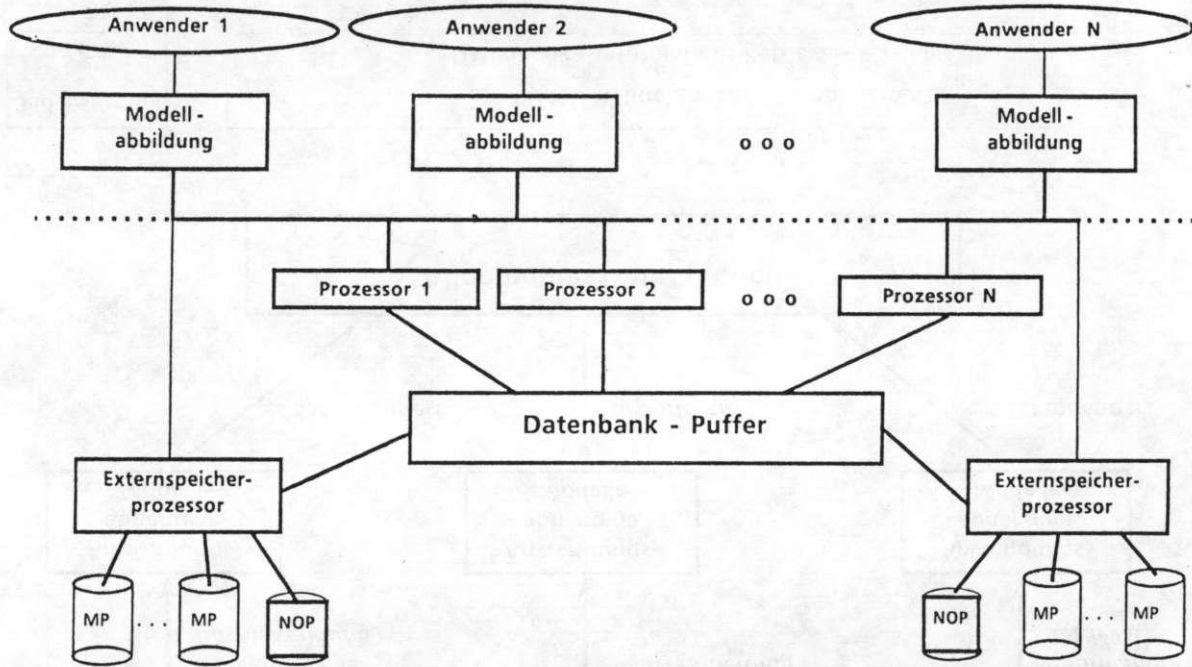 Anwender 1
Anwender 2
Anwender N
Modell -
abbildung
Modell -
abbildung
o o o
Modell -
abbildung
Prozessor 1
Prozessor 2
o o o
Prozessor N
Datenbank - Puffer
Externspeicher-
prozessor
Externspeicher-
prozessor
MP
. . . .
MP
NOP
NOP
MP
. . . .
MP